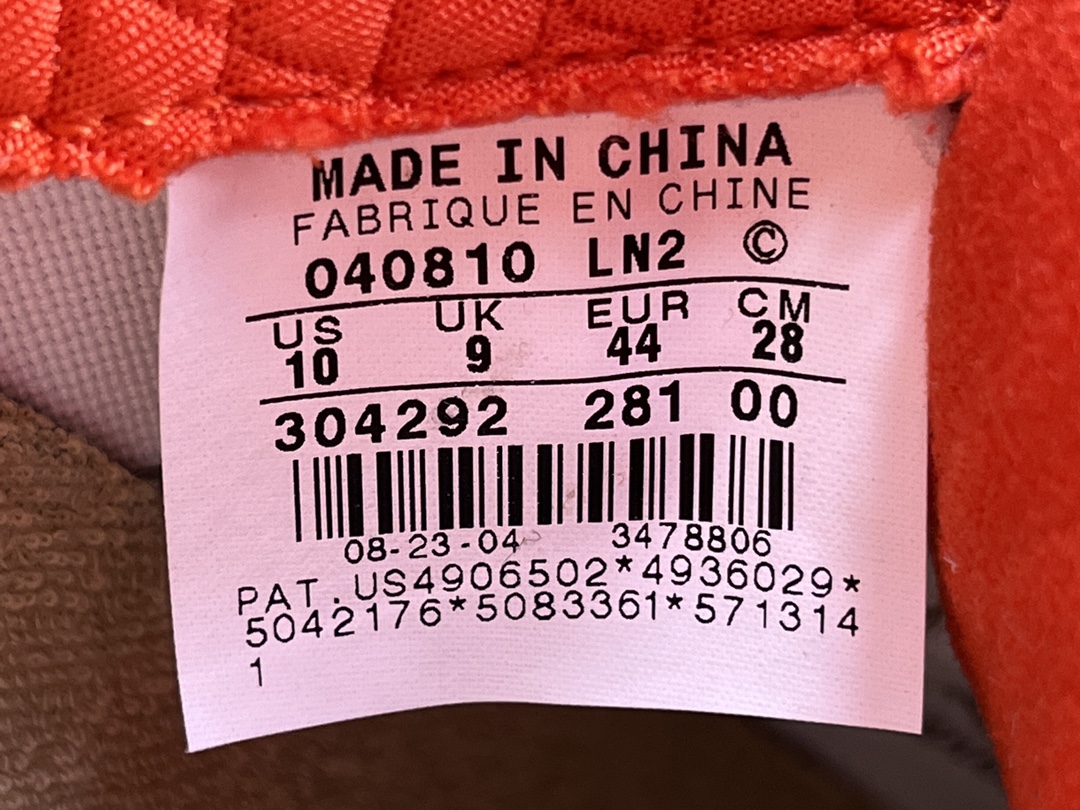 MADE IN CHINA
FABRIQUE EN CHINE
040810 LN2 ©
US UK EUR CM
10 9 44 28
304292 281 00
08-23-04 3478806
PAT.US4906502*4936029*
5042176*5083361*571314
1